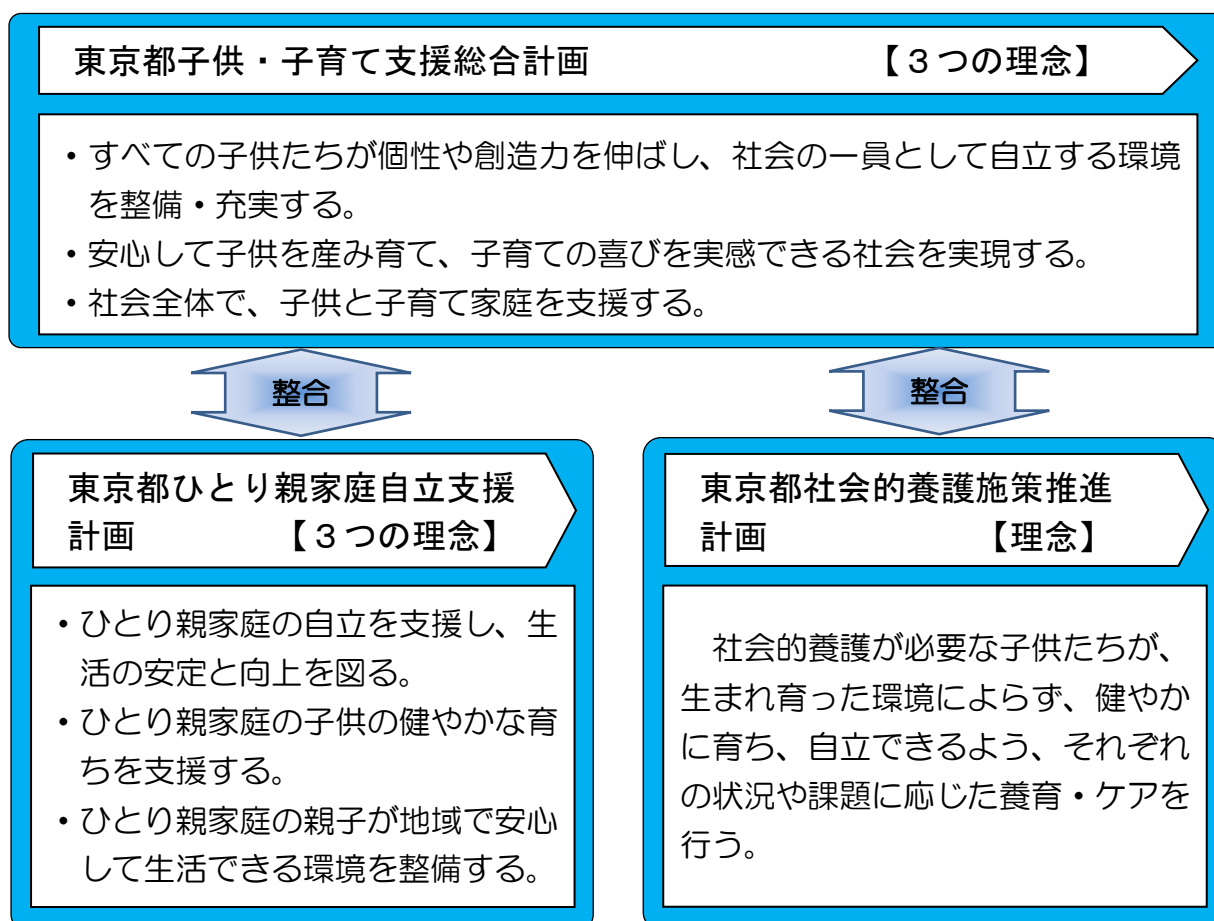 東京都子供・子育て支援総合計画 【３つの理念】
・すべての子供たちが個性や創造力を伸ばし、社会の一員として自立する環境
を整備・充実する。
・安心して子供を産み育て、子育ての喜びを実感できる社会を実現する。
・社会全体で、子供と子育て家庭を支援する。
整合
整合
東京都ひとり親家庭自立支援
計画 【３つの理念】
・ひとり親家庭の自立を支援し、生
活の安定と向上を図る。
・ひとり親家庭の子供の健やかな育
ちを支援する。
・ひとり親家庭の親子が地域で安心
して生活できる環境を整備する。
東京都社会的養護施策推進
計画 【理念】
社会的養護が必要な子供たちが、
生まれ育った環境によらず、健やか
に育ち、自立できるよう、それぞれ
の状況や課題に応じた養育・ケアを
行う。